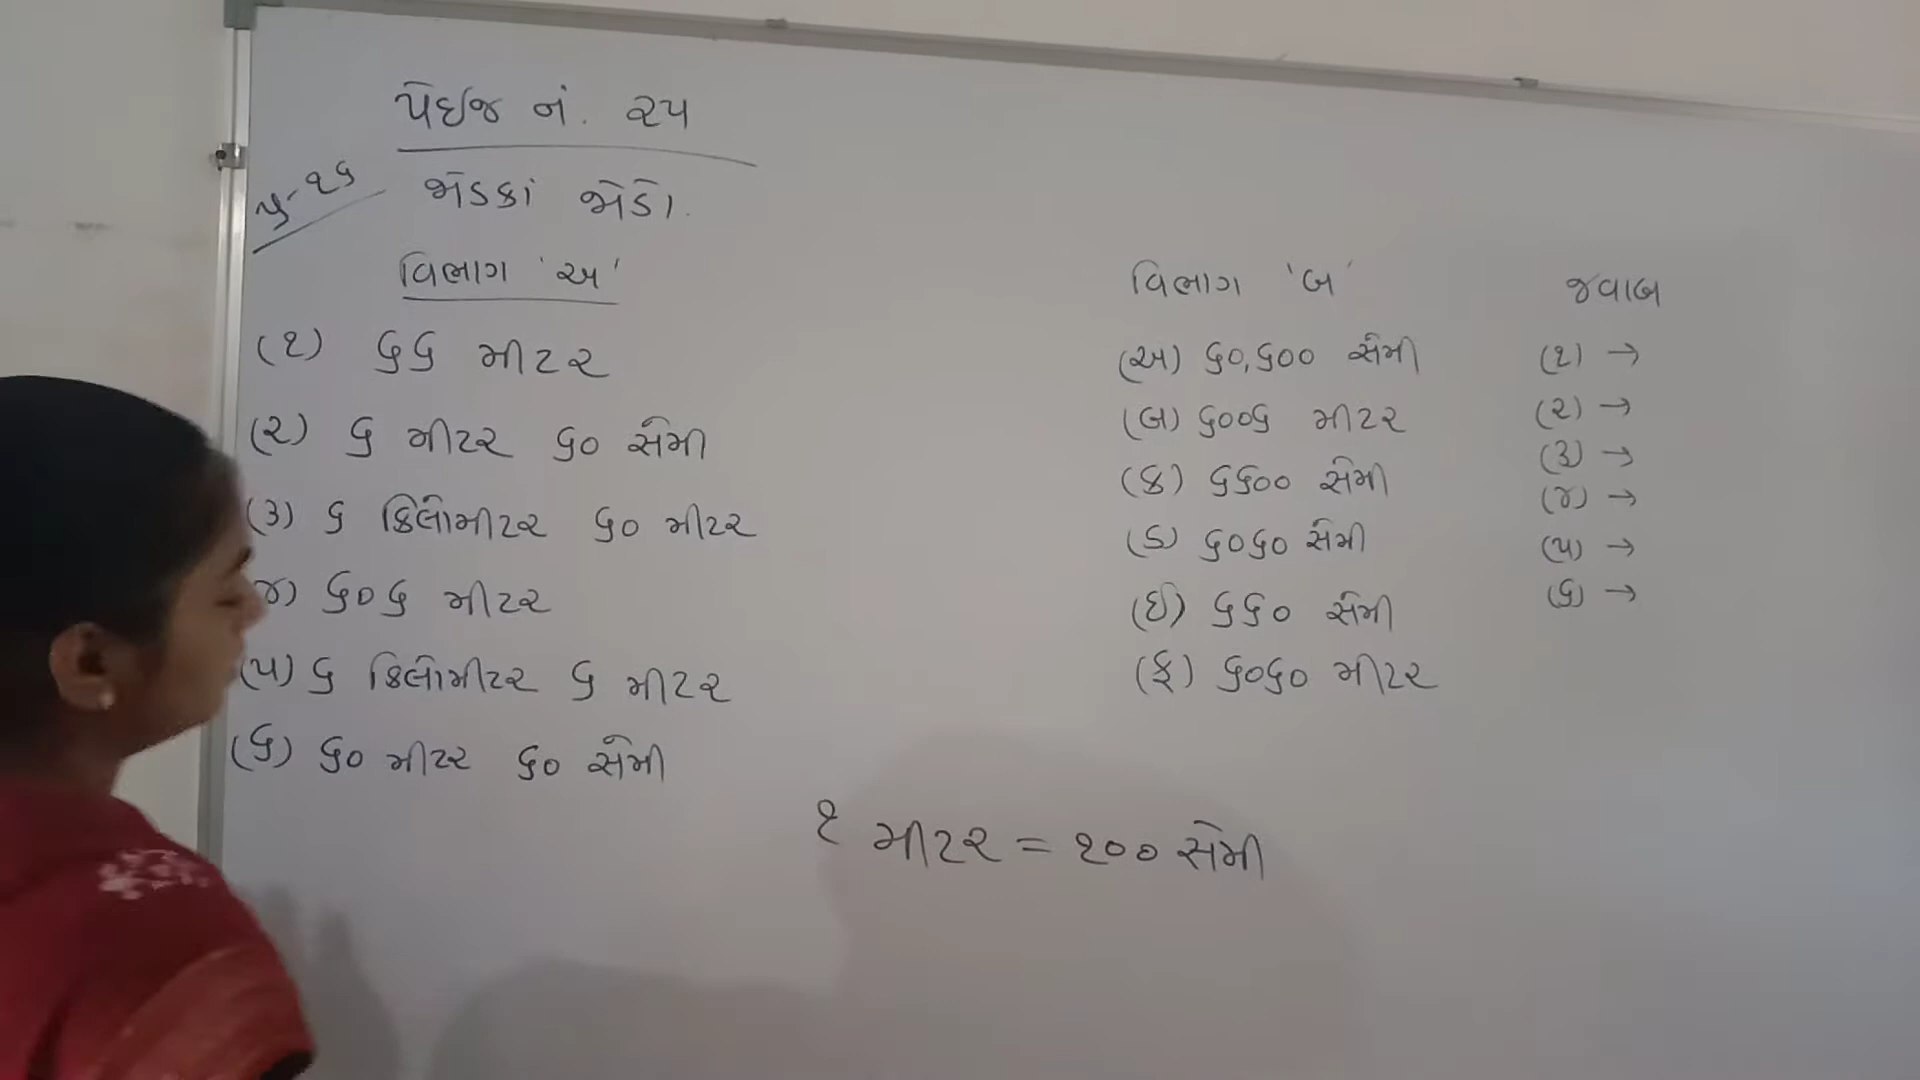 પેઈજ નં. ૨૫
પ્ર-૧૬
જોડકાં જોડો.
વિભાગ 'અ'
(૧) ૬૬ મીટર
(૨) ૬ મીટર ૬૦ સેમી
(૩) ૬ કિલોમીટર ૬૦ મીટર
૪) ૬૦૬ મીટર
(૫) ૬ કિલોમીટર ૬ મીટર
(૬) ૬૦ મીટર ૬૦ સેમી
વિભાગ 'બ'
(અ) ૬૦,૬૦૦ સેમી
(બ) ૬૦૦૬ મીટર
(ક) ૬૬૦૦ સેમી
(ડ) ૬૦૬૦ સેમી
(ઈ) ૬૬૦ સેમી
(ફ) ૬૦૬૦ મીટર
જવાબ
(૧) →
(૨) →
(૩) →
(૪) →
(૫) →
(૬) →
૧ મીટર = ૧૦૦ સેમી